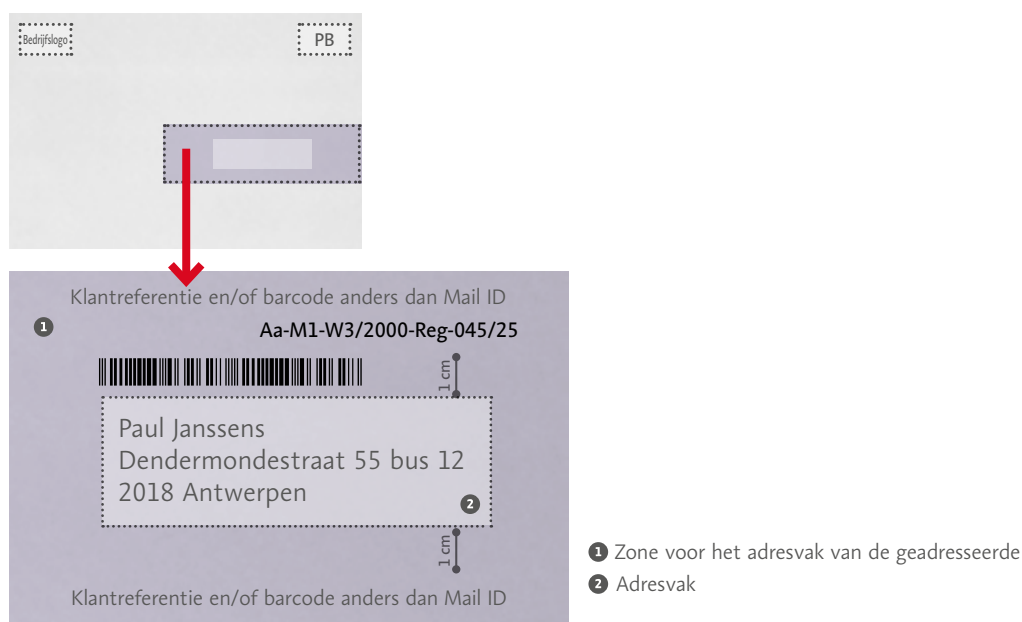 Bedrijfslogo
PB
Klantreferentie en/of barcode anders dan Mail ID
1
Aa-M1-W3/2000-Reg-045/25
1 cm
Paul Janssens
Dendermondestraat 55 bus 12
2018 Antwerpen
2
1 cm
Klantreferentie en/of barcode anders dan Mail ID
1 Zone voor het adresvak van de geadresseerde
2 Adresvak